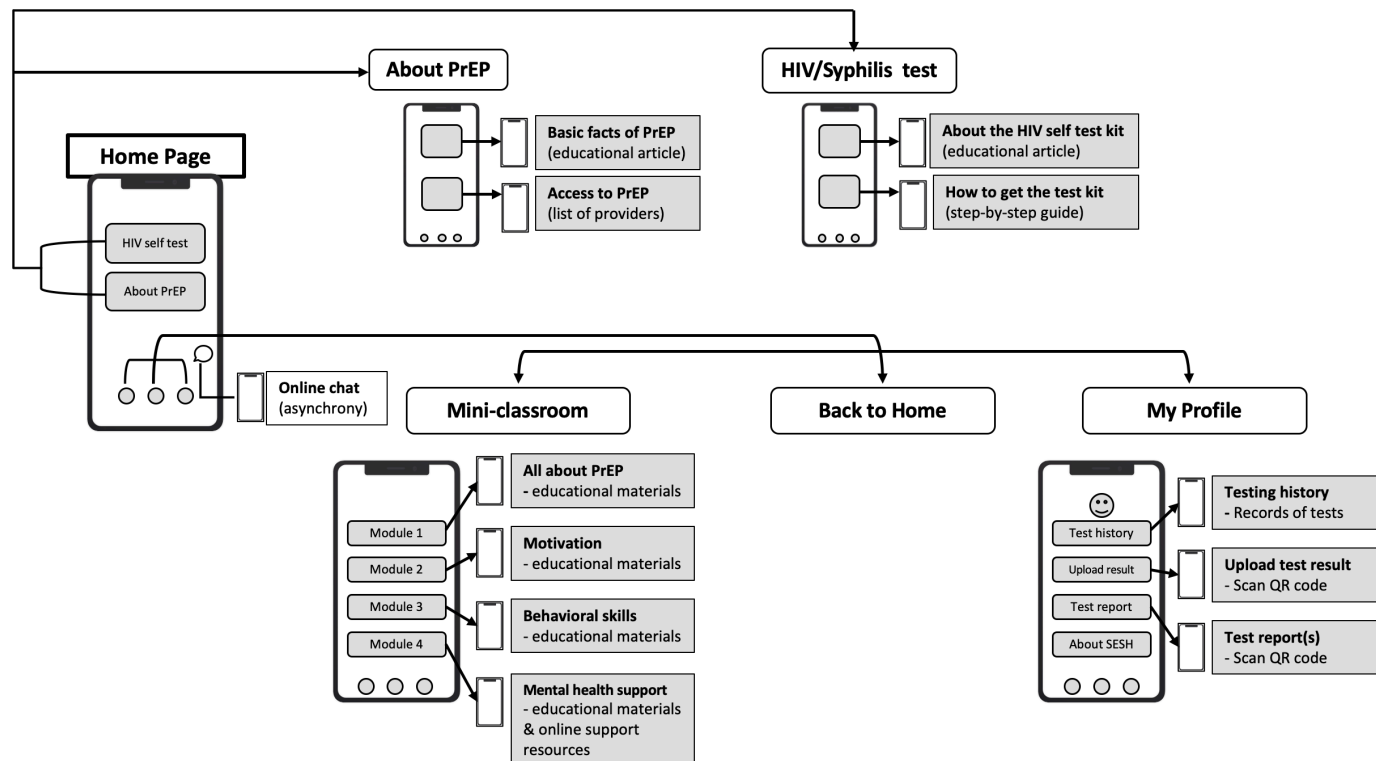 About PrEP
HIV/Syphilis test
Basic facts of PrEP
(educational article)
Access to PrEP
(list of providers)
About the HIV self test kit
(educational article)
How to get the test kit
(step-by-step guide)
Home Page
HIV self test
About PrEP
Online chat
(asynchrony)
Mini-classroom
Back to Home
My Profile
Module 1
Module 2
Module 3
Module 4
All about PrEP
- educational materials
Motivation
- educational materials
Behavioral skills
- educational materials
Mental health support
- educational materials
& online support
resources
Test history
Upload result
Test report
About SESH
Testing history
- Records of tests
Upload test result
- Scan QR code
Test report(s)
- Scan QR code